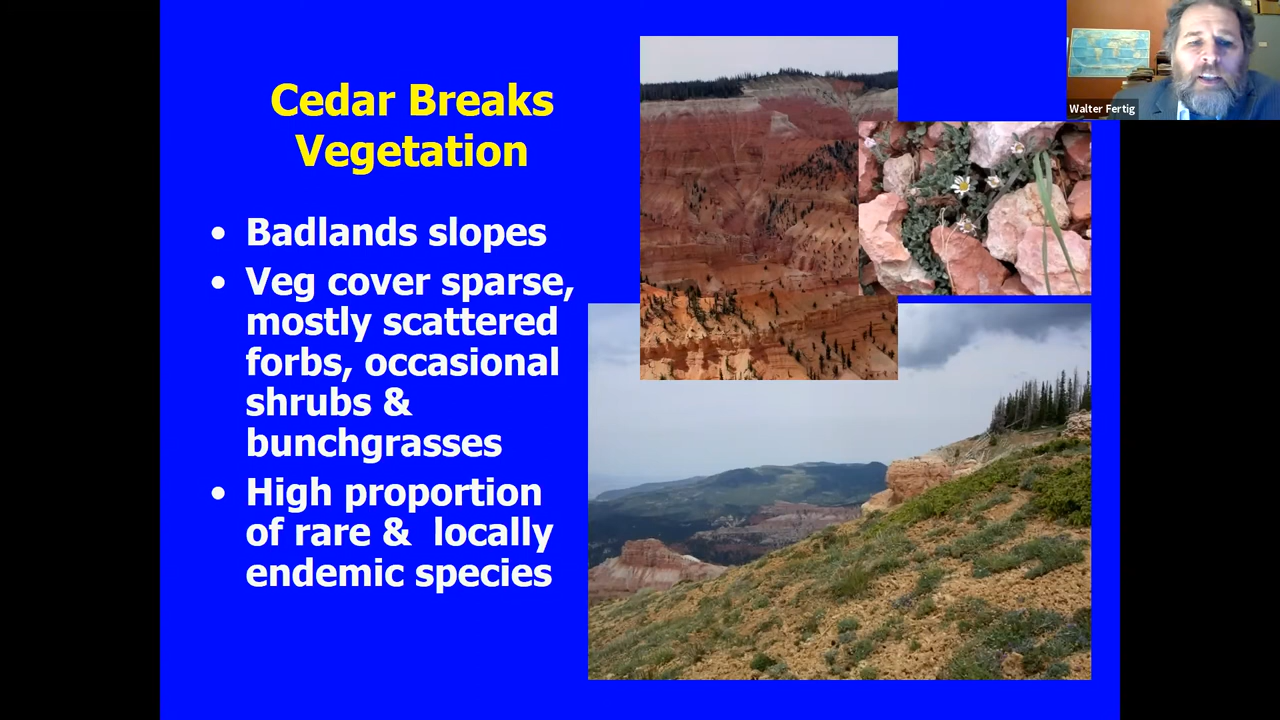 Cedar Breaks
Vegetation
• Badlands slopes
• Veg cover sparse,
mostly scattered
forbs, occasional
shrubs &
bunchgrasses
• High proportion
of rare & locally
endemic species
Walter Fertig